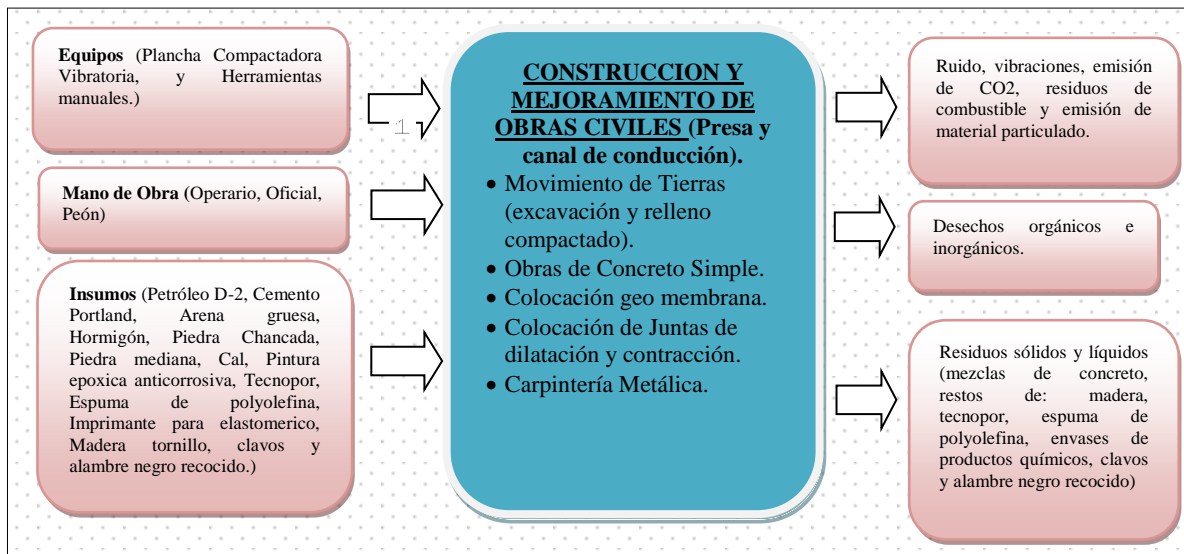 Equipos (Plancha Compactadora
Vibratoria, y Herramientas
manuales.)
1
Mano de Obra (Operario, Oficial,
Peón)
Insumos (Petróleo D-2, Cemento
Portland, Arena gruesa,
Hormigón, Piedra Chancada,
Piedra mediana, Cal, Pintura
epoxica anticorrosiva, Tecnopor,
Espuma de polyolefina,
Imprimante para elastomerico,
Madera tornillo, clavos y
alambre negro recocido.)
CONSTRUCCION Y
MEJORAMIENTO DE
OBRAS CIVILES (Presa y
canal de conducción).
• Movimiento de Tierras
(excavación y relleno
compactado).
• Obras de Concreto Simple.
• Colocación geo membrana.
• Colocación de Juntas de
dilatación y contracción.
• Carpintería Metálica.
Ruido, vibraciones, emisión
de CO2, residuos de
combustible y emisión de
material particulado.
Desechos orgánicos e
inorgánicos.
Residuos sólidos y líquidos
(mezclas de concreto,
restos de: madera,
tecnopor, espuma de
polyolefina, envases de
productos químicos, clavos
y alambre negro recocido)